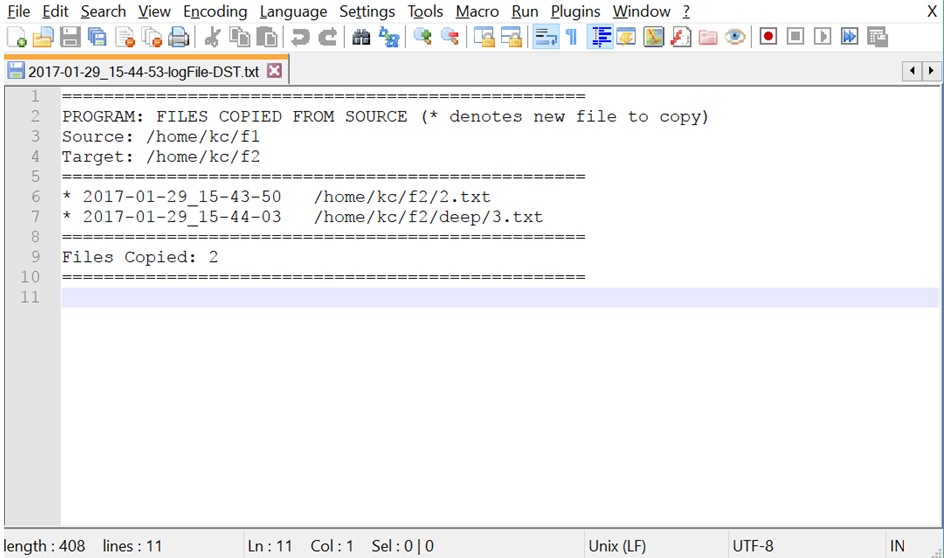 File Edit Search View Encoding Language Settings Tools Macro Run Plugins Window ? X
2017-01-29_15-44-53-logFile-DST.txt
1 ==================================================
2 PROGRAM: FILES COPIED FROM SOURCE (* denotes new file to copy)
3 Source: /home/kc/f1
4 Target: /home/kc/f2
5 ==================================================
6 * 2017-01-29_15-43-50   /home/kc/f2/2.txt
7 * 2017-01-29_15-44-03   /home/kc/f2/deep/3.txt
8 ==================================================
9 Files Copied: 2
10 ==================================================
11
length : 408 lines : 11 Ln : 11 Col : 1 Sel : 0 | 0 Unix (LF) UTF-8 IN